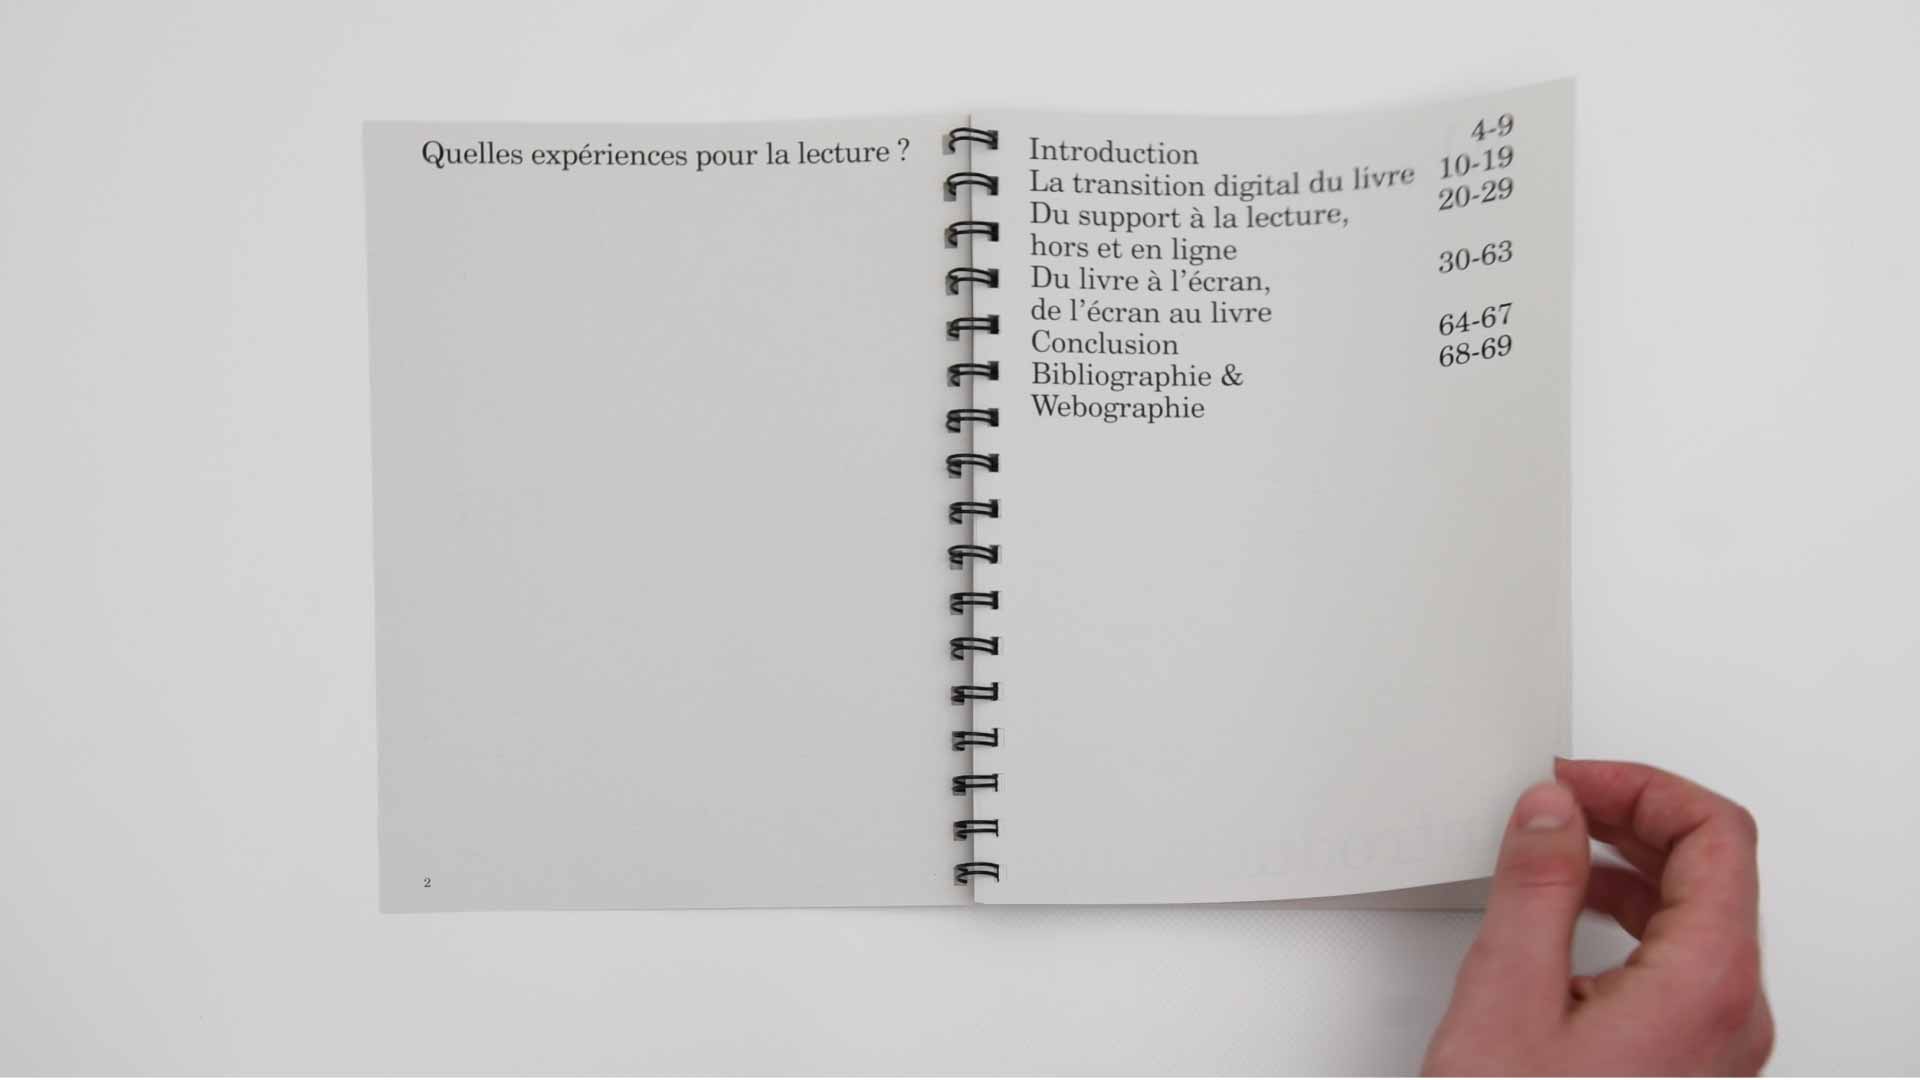 Quelles expériences pour la lecture ?
2
Introduction 4-9
La transition digital du livre 10-19
Du support à la lecture, 20-29
hors et en ligne
Du livre à l'écran, 30-63
de l'écran au livre
Conclusion 64-67
Bibliographie & 68-69
Webographie